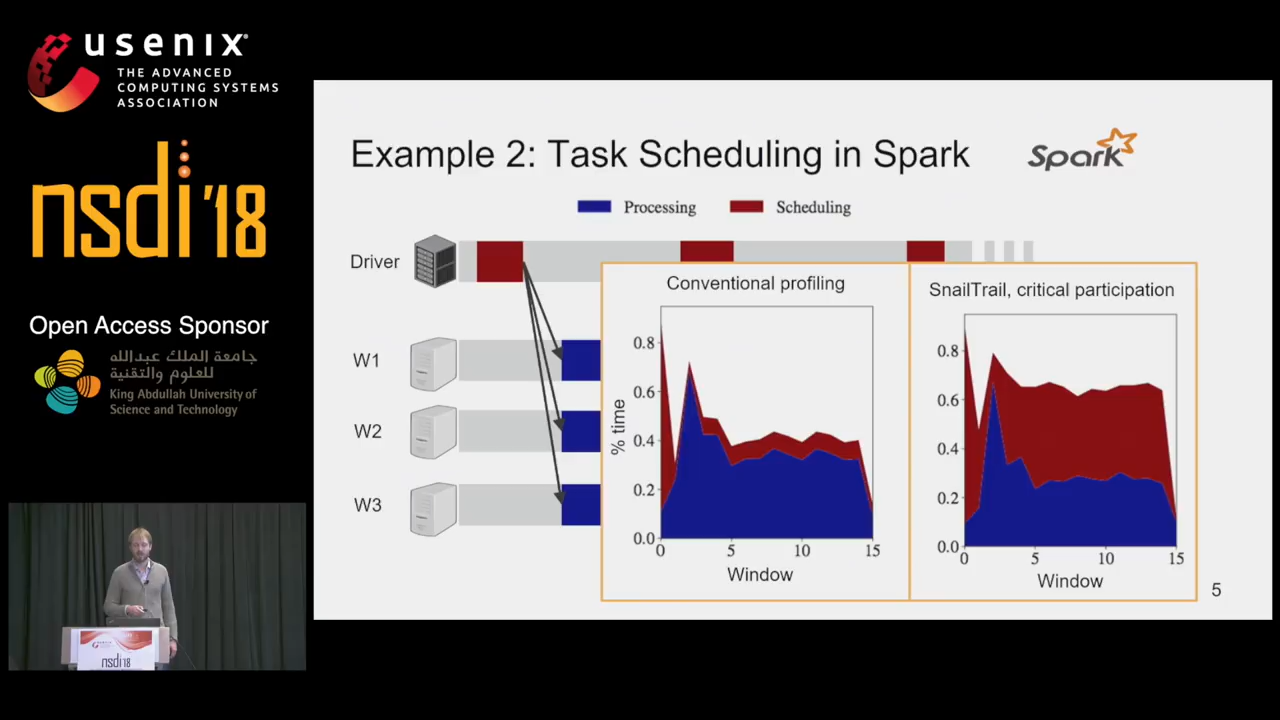 usenix
THE ADVANCED
COMPUTING SYSTEMS
ASSOCIATION
nsdi '18
Open Access Sponsor
جامعة الملك عبدالله
للعلوم والتقنية
King Abdullah University of
Science and Technology
nsdi'18
Example 2: Task Scheduling in Spark
Spark
Processing
Scheduling
Driver
W1
W2
W3
Conventional profiling
% time
0.8
0.6
0.4
0.2
0.0
0
5
10
15
Window
SnailTrail, critical participation
0.8
0.6
0.4
0.2
0.0
0
5
10
15
Window
5